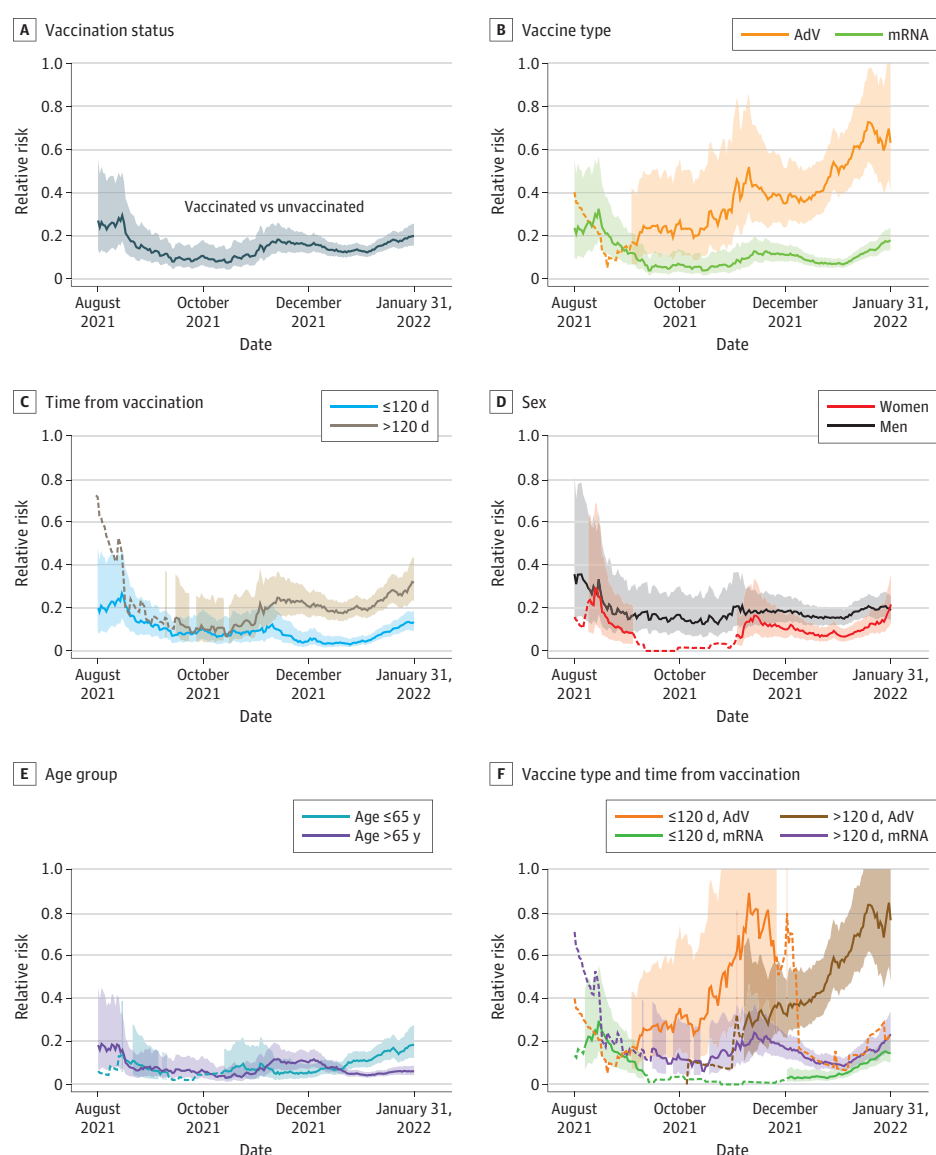 A Vaccination status
Relative risk
1.0
0.8
0.6
0.4
0.2
0
Vaccinated vs unvaccinated
August 2021
October 2021
December 2021
January 31, 2022
Date
B Vaccine type
AdV mRNA
Relative risk
1.0
0.8
0.6
0.4
0.2
0
August 2021
October 2021
December 2021
January 31, 2022
Date
C Time from vaccination
≤120 d
>120 d
Relative risk
1.0
0.8
0.6
0.4
0.2
0
August 2021
October 2021
December 2021
January 31, 2022
Date
D Sex
Women
Men
Relative risk
1.0
0.8
0.6
0.4
0.2
0
August 2021
October 2021
December 2021
January 31, 2022
Date
E Age group
Age ≤65 y
Age >65 y
Relative risk
1.0
0.8
0.6
0.4
0.2
0
August 2021
October 2021
December 2021
January 31, 2022
Date
F Vaccine type and time from vaccination
≤120 d, AdV >120 d, AdV
≤120 d, mRNA >120 d, mRNA
Relative risk
1.0
0.8
0.6
0.4
0.2
0
August 2021
October 2021
December 2021
January 31, 2022
Date